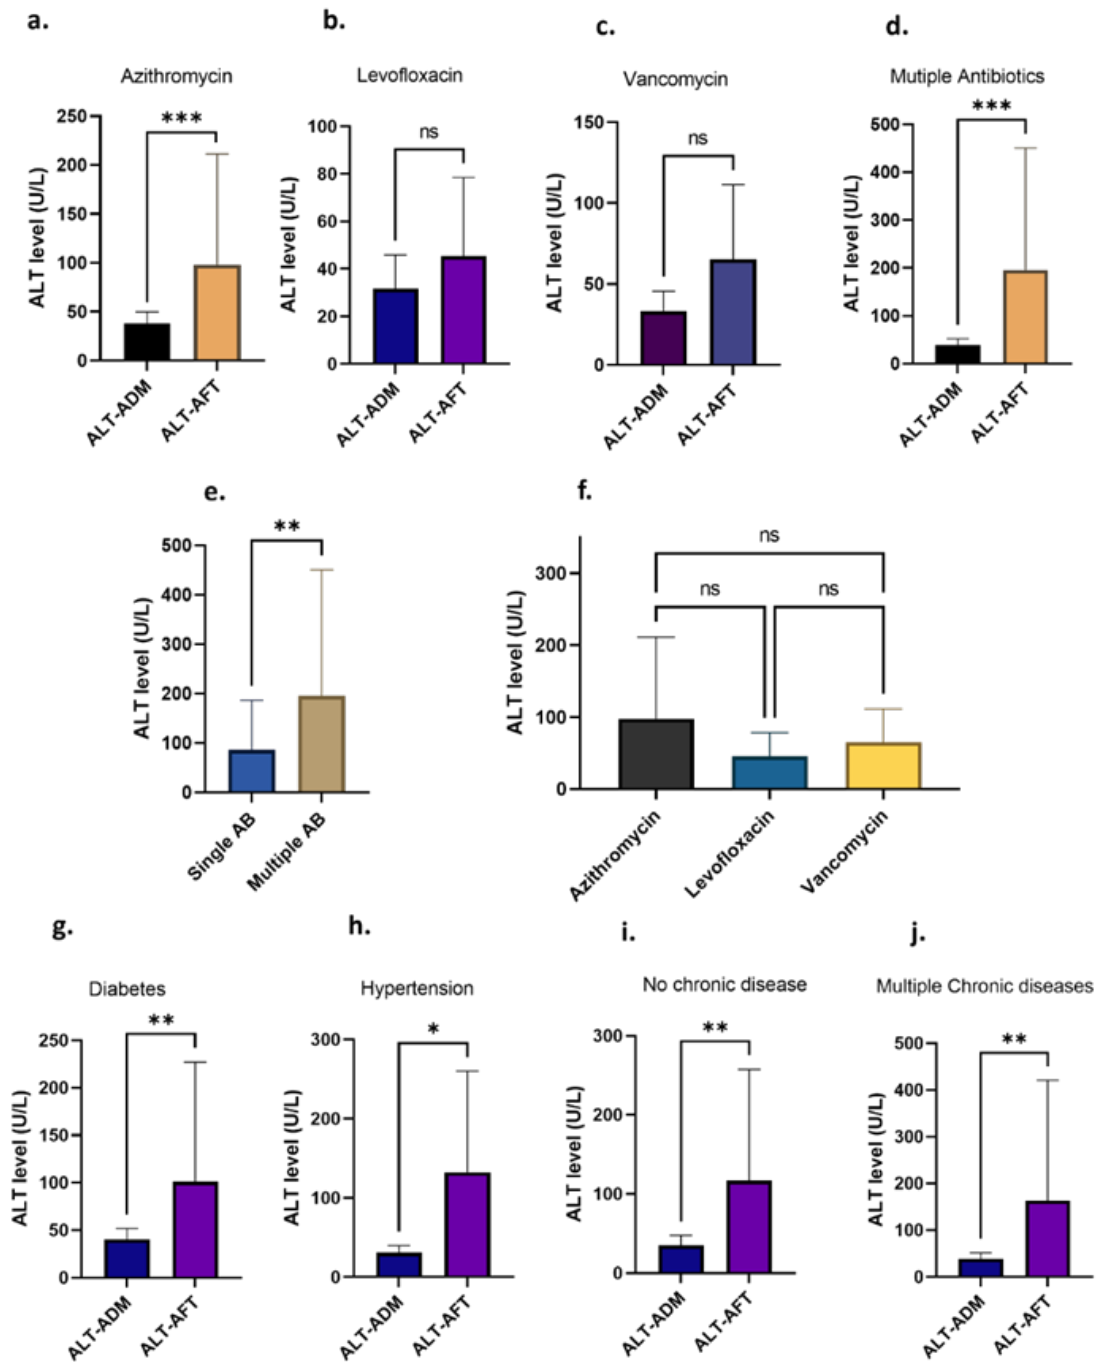 a.
Azithromycin
***
ALT level (U/L)
250
200
150
100
50
0
ALT-ADM
ALT-AFT
b.
Levofloxacin
ns
ALT level (U/L)
100
80
60
40
20
0
ALT-ADM
ALT-AFT
c.
Vancomycin
ns
ALT level (U/L)
150
100
50
0
ALT-ADM
ALT-AFT
d.
Mutiple Antibiotics
***
ALT level (U/L)
500
400
300
200
100
0
ALT-ADM
ALT-AFT
e.
**
ALT level (U/L)
500
400
300
200
100
0
Single AB
Multiple AB
f.
ns
ns
ns
ALT level (U/L)
300
200
100
0
Azithromycin
Levofloxacin
Vancomycin
g.
Diabetes
**
ALT level (U/L)
250
200
150
100
50
0
ALT-ADM
ALT-AFT
h.
Hypertension
*
ALT level (U/L)
300
200
100
0
ALT-ADM
ALT-AFT
i.
No chronic disease
**
ALT level (U/L)
300
200
100
0
ALT-ADM
ALT-AFT
j.
Multiple Chronic diseases
**
ALT level (U/L)
500
400
300
200
100
0
ALT-ADM
ALT-AFT